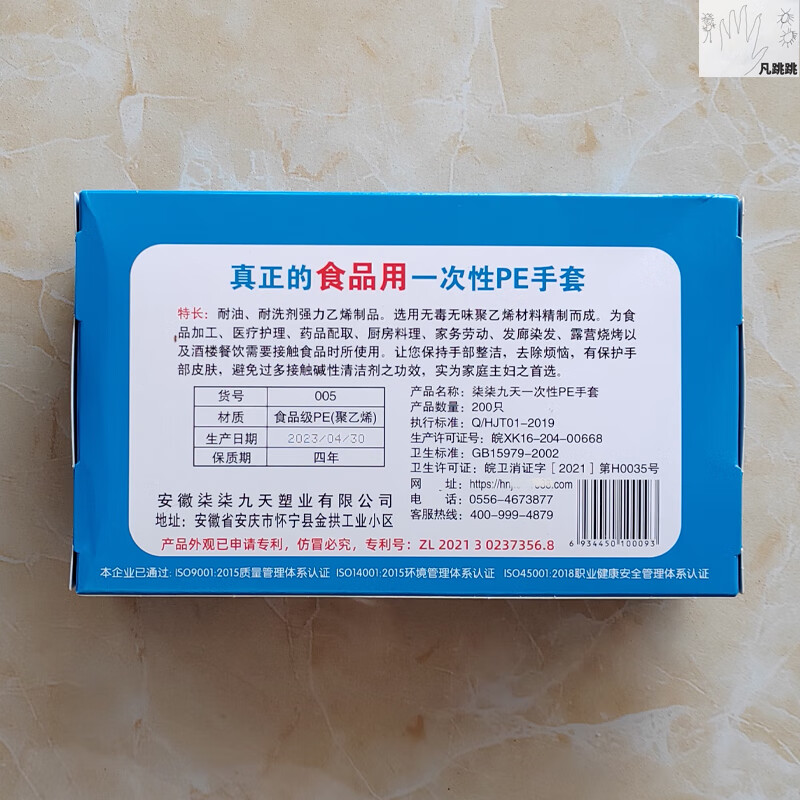 凡跳跳
真正的食品用一次性PE手套
特长：耐油、耐洗剂强力乙烯制品。选用无毒无味聚乙烯材料精制而成。为食
品加工、医疗护理、药品配取、厨房料理、家务劳动、发廊染发、露营烧烤以
及酒楼餐饮需要接触食品时所使用。让您保持手部整洁，去除烦恼，有保护手
部皮肤，避免过多接触碱性清洁剂之功效，实为家庭主妇之首选。
货号 005
材质 食品级PE(聚乙烯)
生产日期 2023/04/30
保质期 四年
产品名称：柒柒九天一次性PE手套
产品数量：200只
执行标准：Q/HJT01-2019
生产许可证号：皖XK16-204-00668
卫生标准：GB15979-2002
卫生许可证：皖卫消证字［2021］第H0035号
网 址：https://hn
.com
电 话：0556-4673877
客服热线：400-999-4879
安徽柒柒九天塑业有限公司
地址：安徽省安庆市怀宁县金拱工业小区
产品外观已申请专利，仿冒必究，专利号：ZL 2021 3 0237356.8
6 934450 100093
本企业已通过：ISO9001:2015质量管理体系认证 ISO14001:2015环境管理体系认证 ISO45001:2018职业健康安全管理体系认证